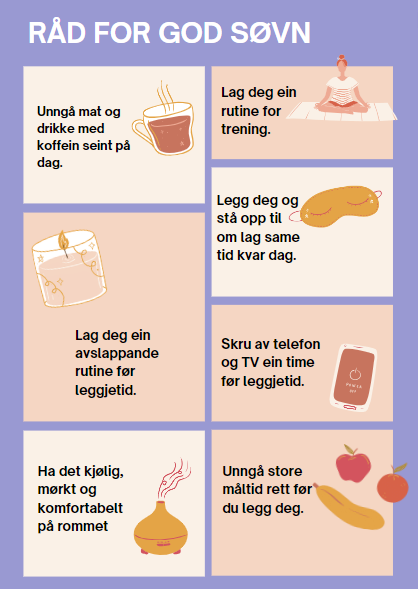 RÅD FOR GOD SØVN
Unngå mat og
drikke med
koffein seint på
dag.
Lag deg ein
rutine for
trening.
Legg deg og
stå opp til
om lag same
tid kvar dag.
Lag deg ein
avslappande
rutine før
leggjetid.
Skru av telefon
og TV ein time
før leggjetid.
Ha det kjølig,
mørkt og
komfortabelt
på rommet
Unngå store
måltid rett før
du legg deg.